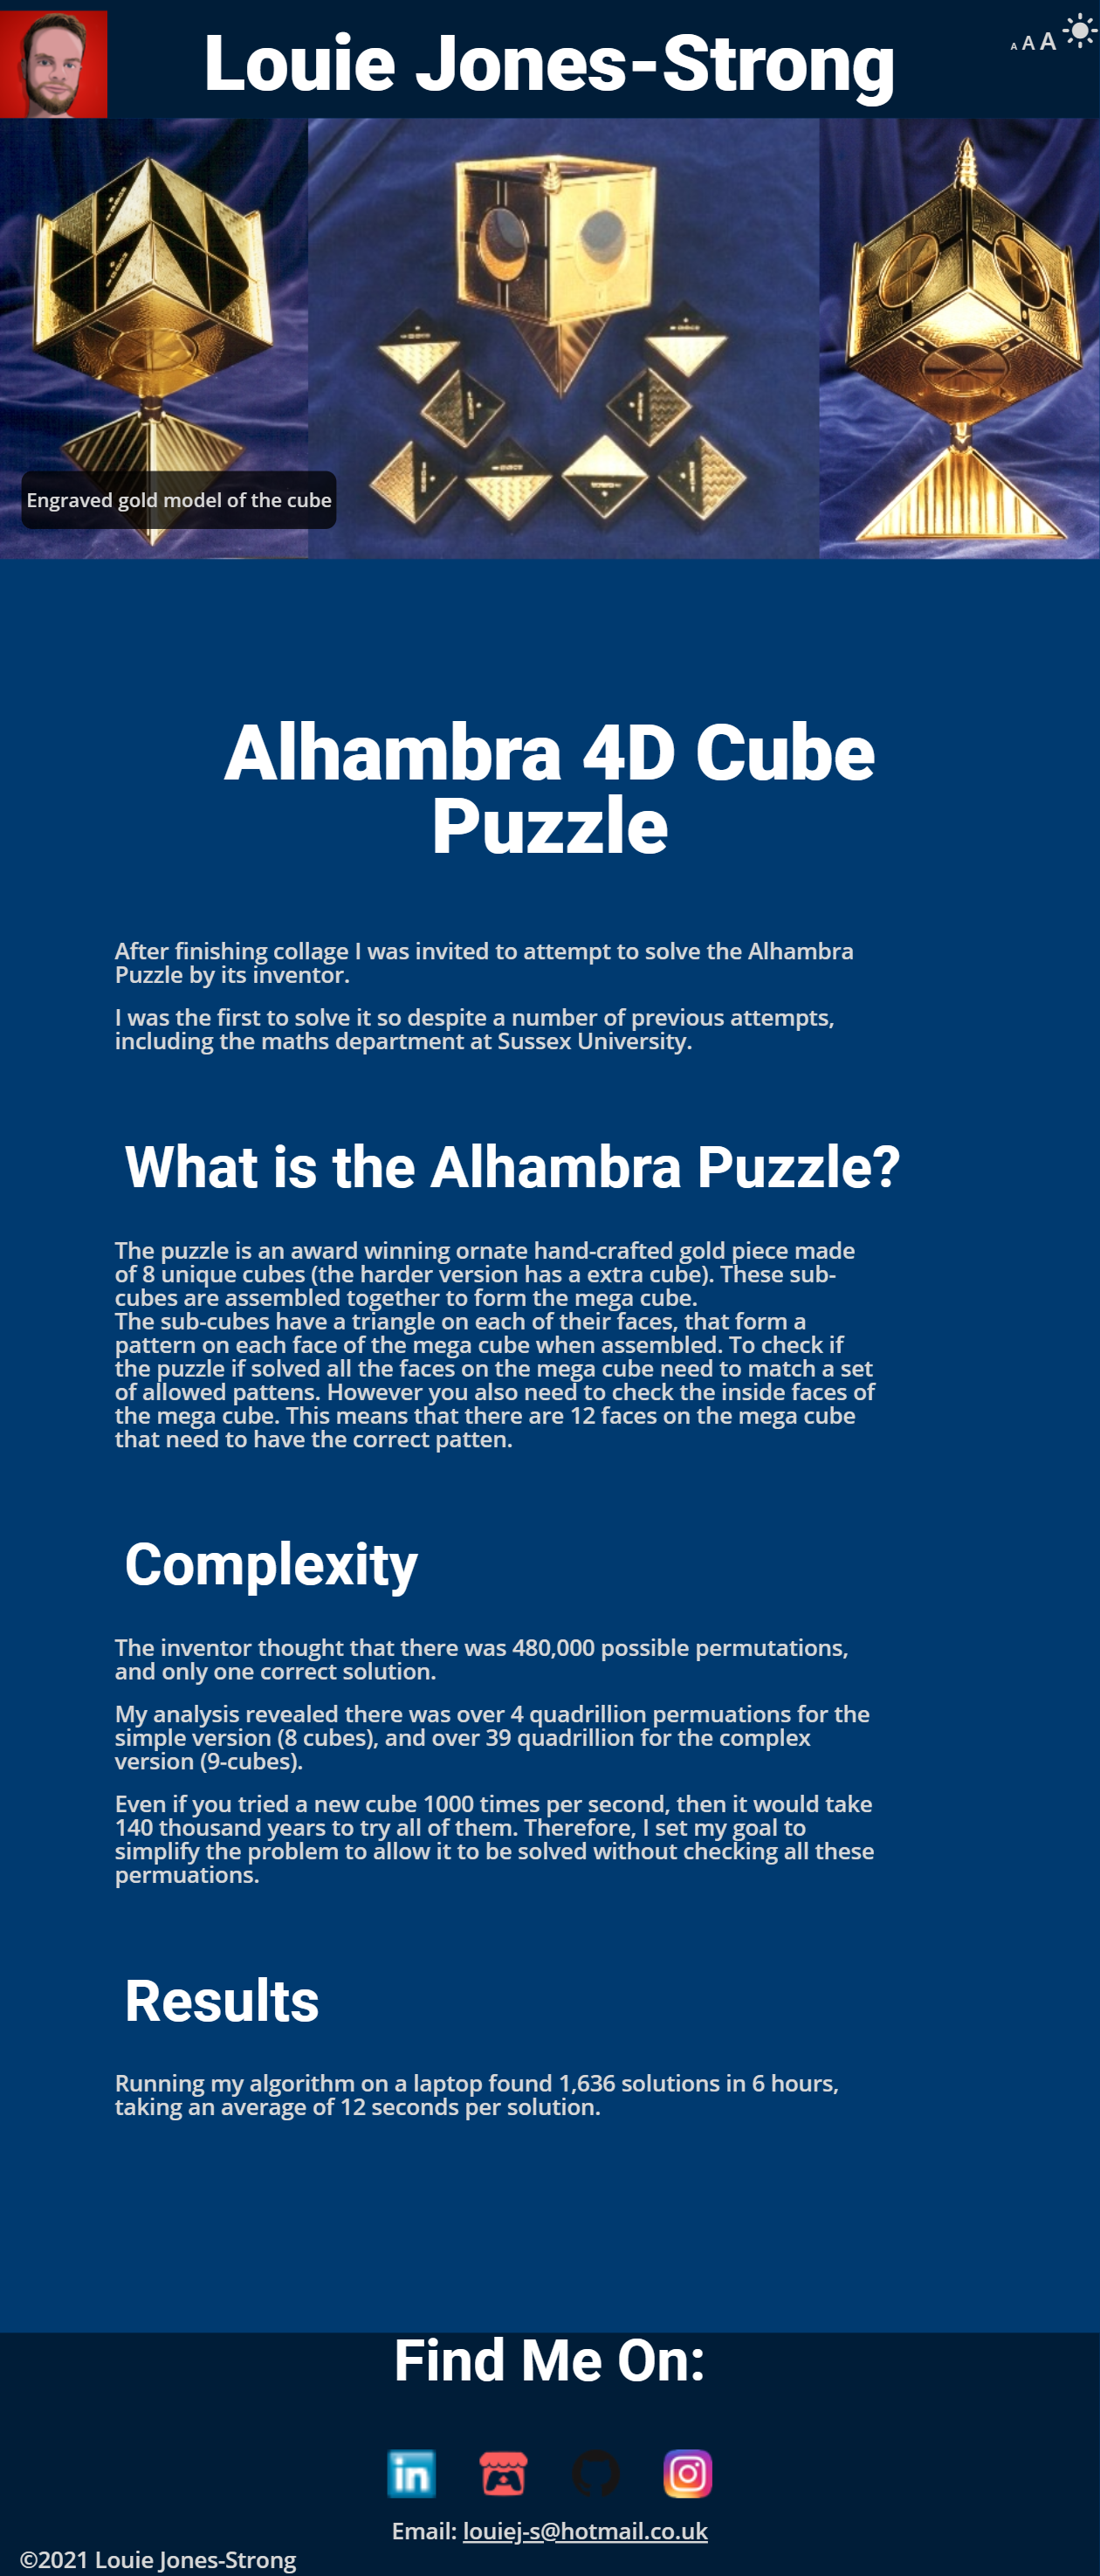 Louie Jones-Strong
A A A
Engraved gold model of the cube
Alhambra 4D Cube
Puzzle
After finishing collage I was invited to attempt to solve the Alhambra
Puzzle by its inventor.
I was the first to solve it so despite a number of previous attempts,
including the maths department at Sussex University.
What is the Alhambra Puzzle?
The puzzle is an award winning ornate hand-crafted gold piece made
of 8 unique cubes (the harder version has a extra cube). These sub-
cubes are assembled together to form the mega cube.
The sub-cubes have a triangle on each of their faces, that form a
pattern on each face of the mega cube when assembled. To check if
the puzzle if solved all the faces on the mega cube need to match a set
of allowed pattens. However you also need to check the inside faces of
the mega cube. This means that there are 12 faces on the mega cube
that need to have the correct patten.
Complexity
The inventor thought that there was 480,000 possible permutations,
and only one correct solution.
My analysis revealed there was over 4 quadrillion permuations for the
simple version (8 cubes), and over 39 quadrillion for the complex
version (9-cubes).
Even if you tried a new cube 1000 times per second, then it would take
140 thousand years to try all of them. Therefore, I set my goal to
simplify the problem to allow it to be solved without checking all these
permuations.
Results
Running my algorithm on a laptop found 1,636 solutions in 6 hours,
taking an average of 12 seconds per solution.
Find Me On:
in
Email: louiej-s@hotmail.co.uk
©2021 Louie Jones-Strong